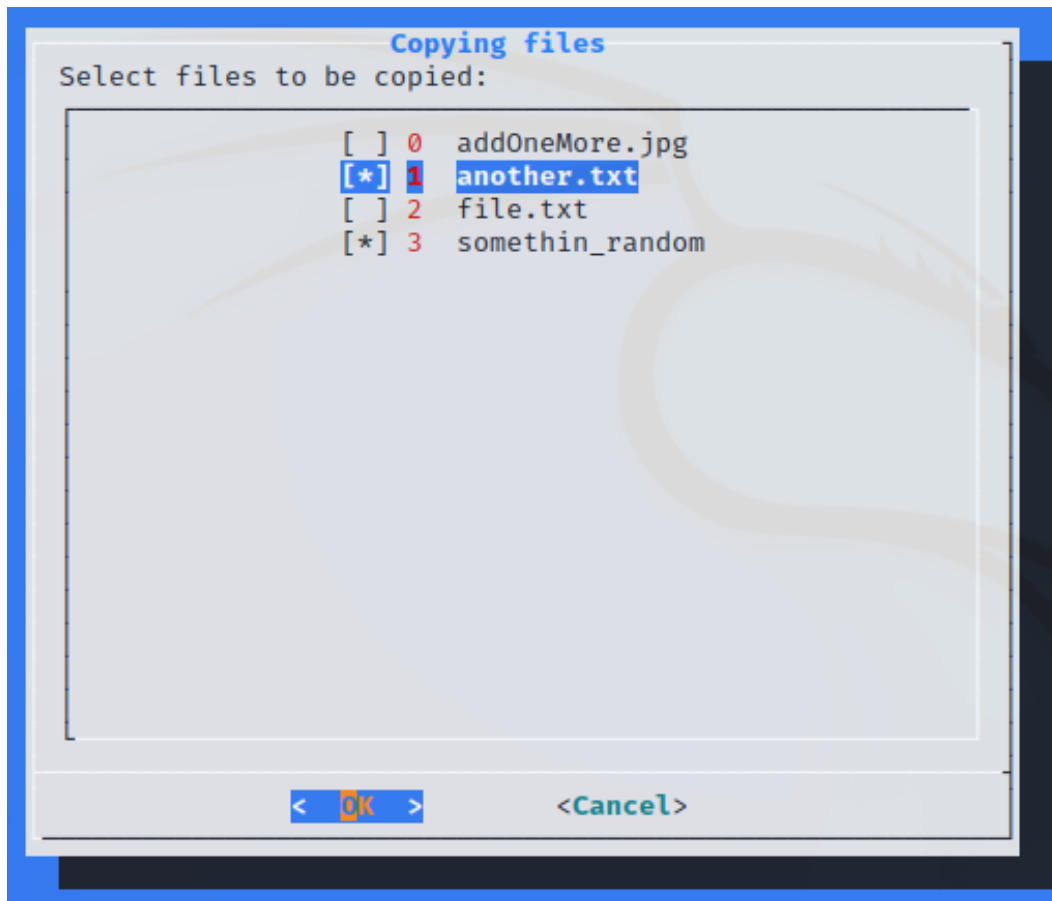 Copying files
Select files to be copied:
[ ] 0 addOneMore.jpg
[*] 1 another.txt
[ ] 2 file.txt
[*] 3 somethin_random
< OK > <Cancel>